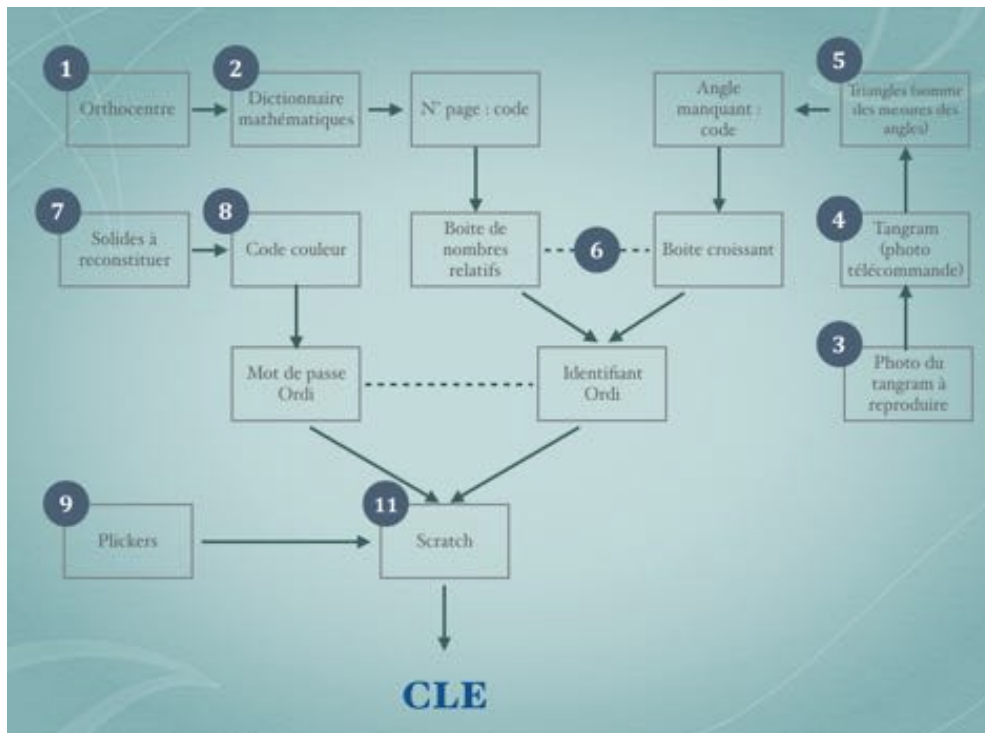 1
Orthocentre
2
Dictionnaire
mathématiques
N° page : code
Angle
manquant :
code
5
Triangles (somme
des mesures des
angles)
7
Solides à
reconstituer
8
Code couleur
Boite de
nombres
relatifs
6
Boite croissant
4
Tangram
(photo
télécommande)
3
Photo du
tangram à
reproduire
Mot de passe
Ordi
Identifiant
Ordi
9
Plickers
11
Scratch
CLE